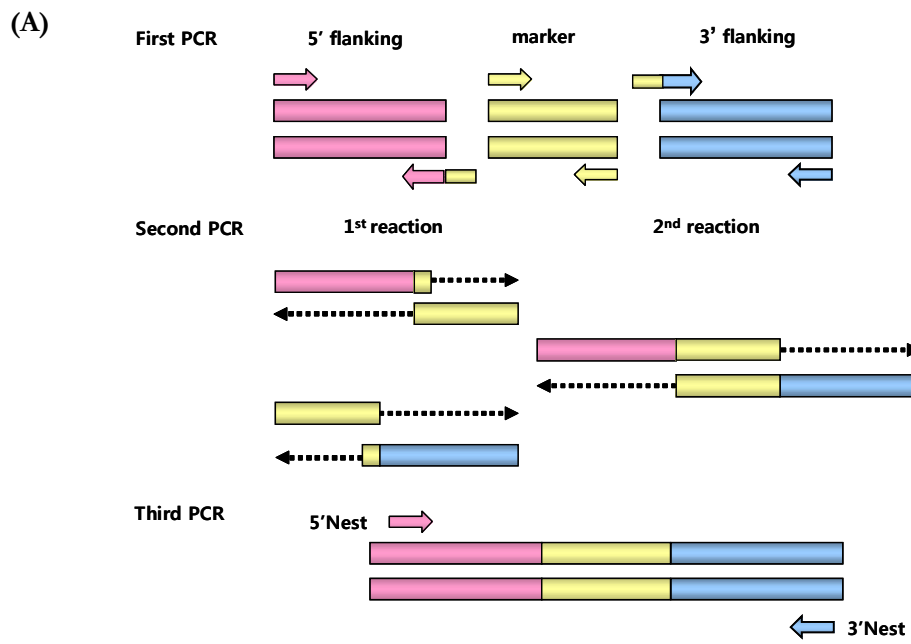 (A)
First PCR 5′ flanking marker 3’ flanking
Second PCR 1st reaction 2nd reaction
Third PCR
5’Nest
3’Nest